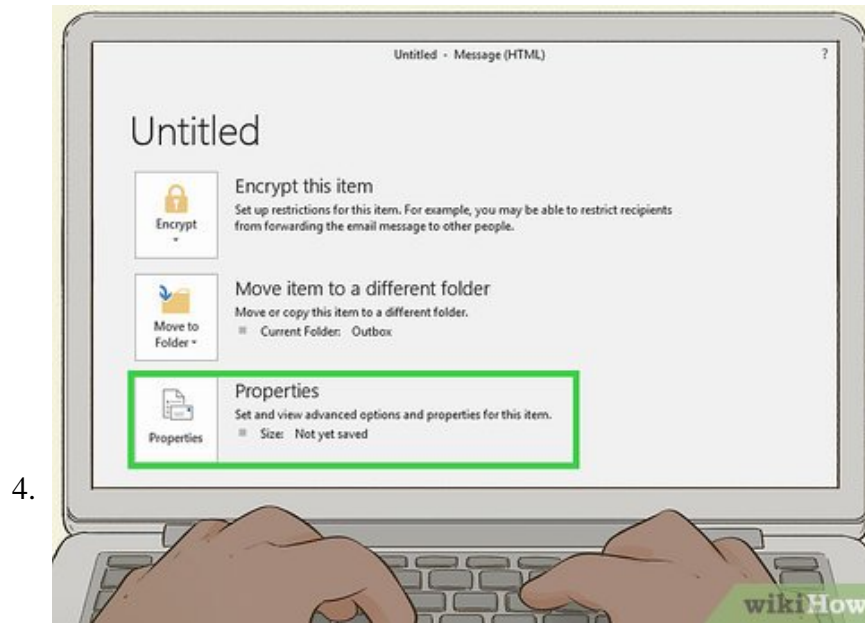 Untitled - Message (HTML) ?
Untitled
Encrypt this item
Set up restrictions for this item. For example, you may be able to restrict recipients
from forwarding the email message to other people.
Encrypt
Move item to a different folder
Move or copy this item to a different folder.
Current Folder: Outbox
Move to
Folder
Properties
Set and view advanced options and properties for this item.
Size: Not yet saved
Properties
4.
wikiHow